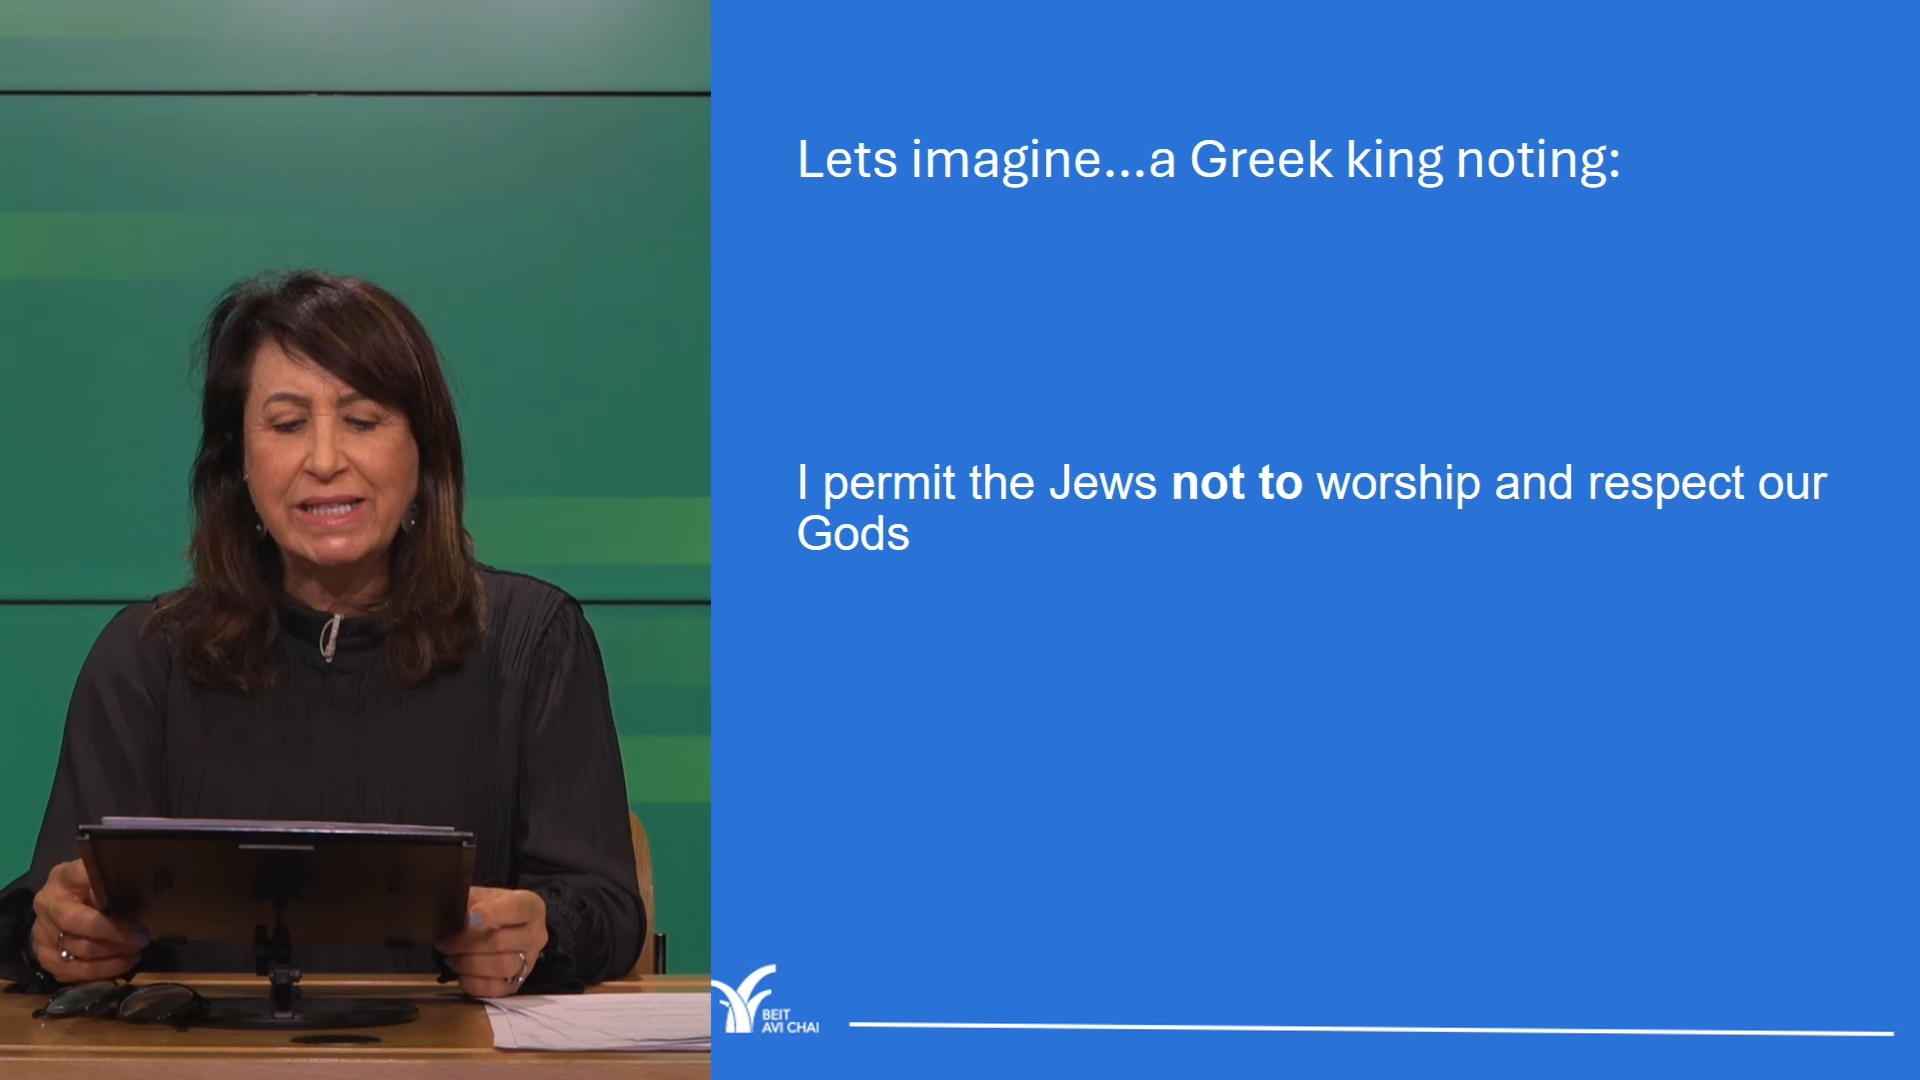 Lets imagine...a Greek king noting:
I permit the Jews not to worship and respect our
Gods
BEIT
AVI CHAI